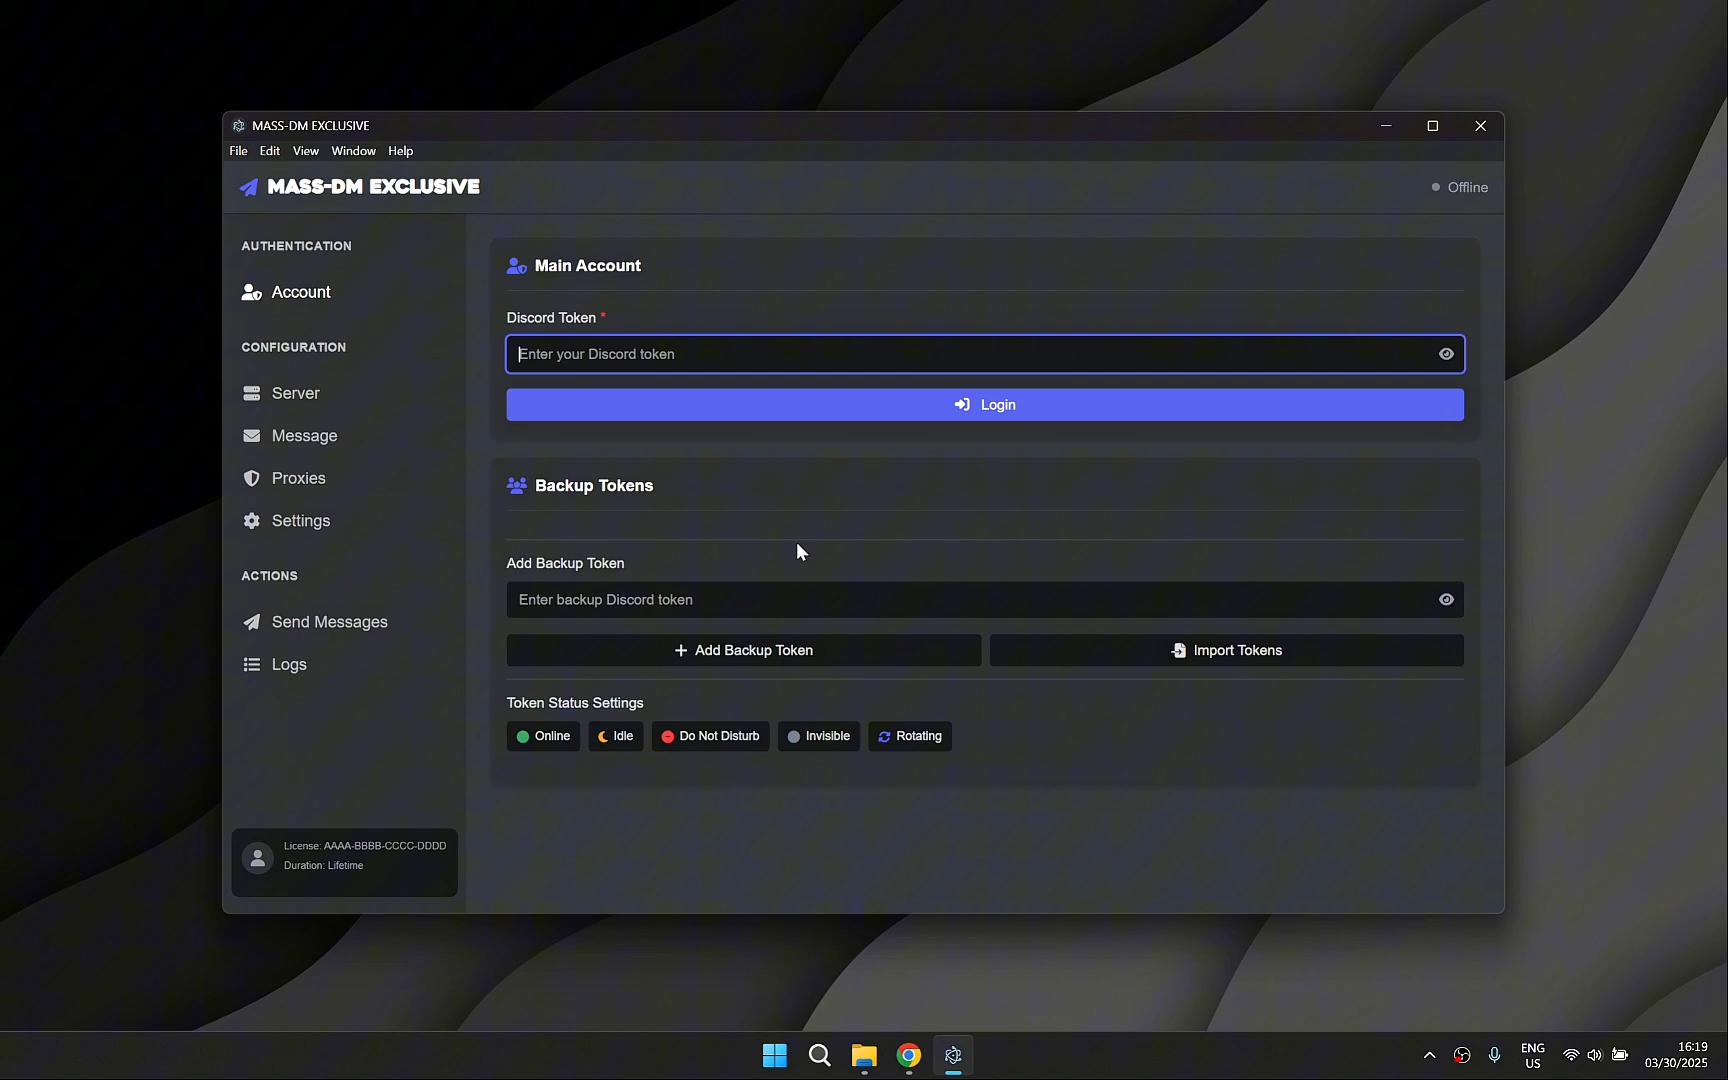 MASS-DM EXCLUSIVE
File Edit View Window Help
MASS-DM EXCLUSIVE
Offline
AUTHENTICATION
Account
CONFIGURATION
Server
Message
Proxies
Settings
ACTIONS
Send Messages
Logs
License: AAAA-BBBB-CCCC-DDDD
Duration: Lifetime
Main Account
Discord Token *
Enter your Discord token
Login
Backup Tokens
Add Backup Token
Enter backup Discord token
+ Add Backup Token
Import Tokens
Token Status Settings
Online Idle Do Not Disturb Invisible Rotating
ENG
US
16:19
03/30/2025